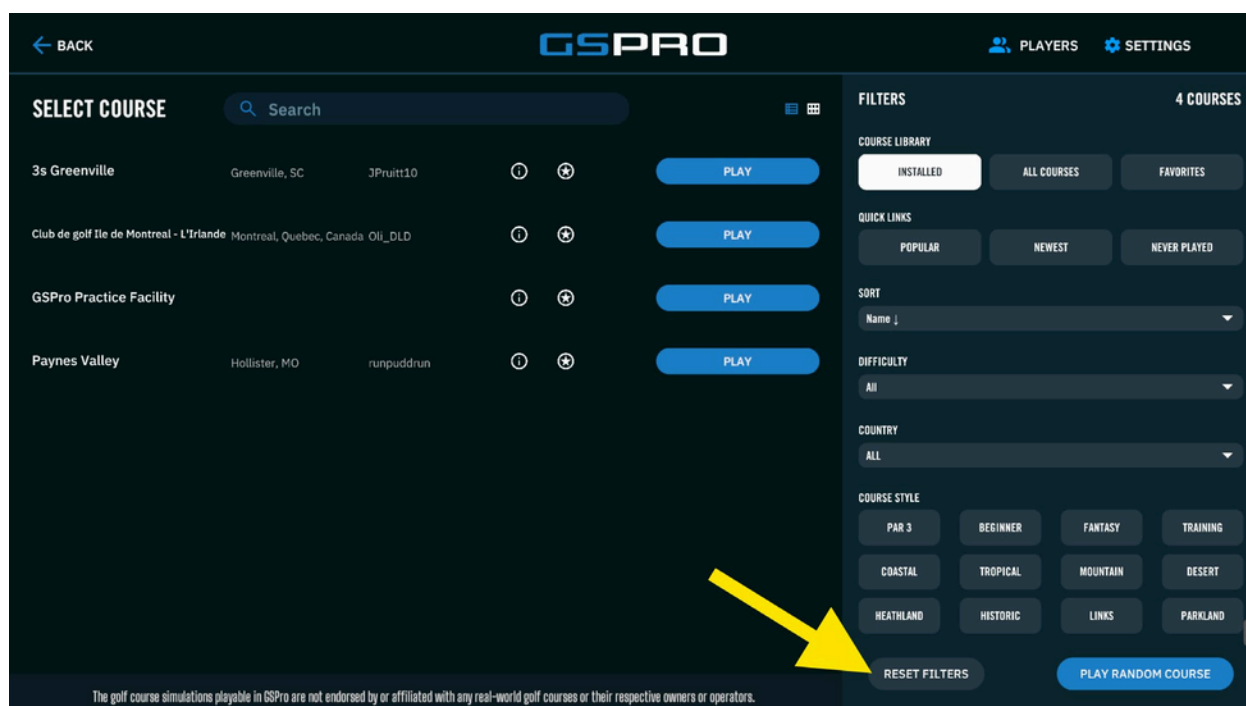 BACK
GSPRO
PLAYERS
SETTINGS
SELECT COURSE
Search
3s Greenville Greenville, SC JPruitt10 PLAY
Club de golf Ile de Montreal - L'Irlande Montreal, Quebec, Canada Oli_DLD PLAY
GSPro Practice Facility PLAY
Paynes Valley Hollister, MO runpuddrun PLAY
FILTERS 4 COURSES
COURSE LIBRARY
INSTALLED ALL COURSES FAVORITES
QUICK LINKS
POPULAR NEWEST NEVER PLAYED
SORT
Name ↓
DIFFICULTY
All
COUNTRY
ALL
COURSE STYLE
PAR 3 BEGINNER FANTASY TRAINING
COASTAL TROPICAL MOUNTAIN DESERT
HEATHLAND HISTORIC LINKS PARKLAND
RESET FILTERS PLAY RANDOM COURSE
The golf course simulations playable in GSPro are not endorsed by or affiliated with any real-world golf courses or their respective owners or operators.